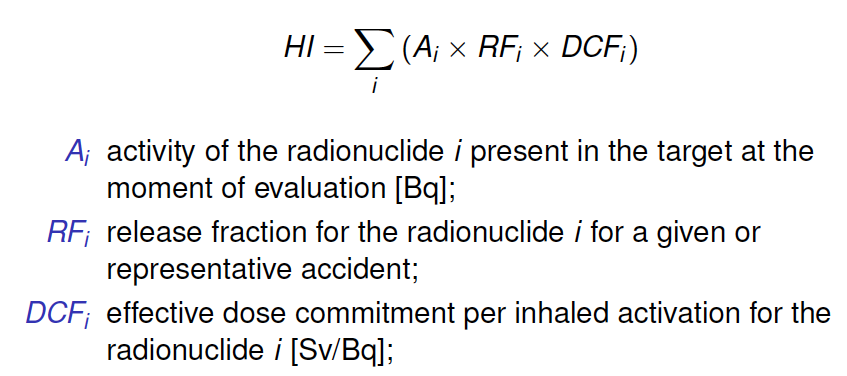 HI = ∑ (A_i × RF_i × DCF_i)
i
A_i activity of the radionuclide i present in the target at the
moment of evaluation [Bq];
RF_i release fraction for the radionuclide i for a given or
representative accident;
DCF_i effective dose commitment per inhaled activation for the
radionuclide i [Sv/Bq];